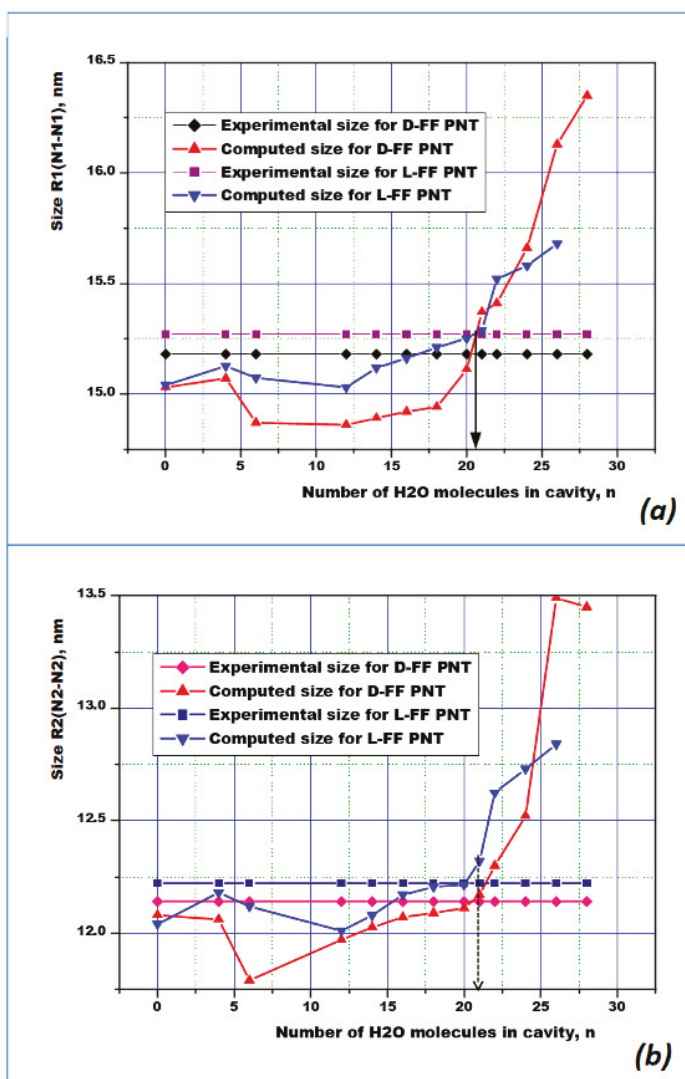 16.5
16.0
15.5
15.0
Size R1(N1-N1), nm
Experimental size for D-FF PNT
Computed size for D-FF PNT
Experimental size for L-FF PNT
Computed size for L-FF PNT
0 5 10 15 20 25 30
Number of H2O molecules in cavity, n
(a)
13.5
13.0
12.5
12.0
Size R2(N2-N2), nm
Experimental size for D-FF PNT
Computed size for D-FF PNT
Experimental size for L-FF PNT
Computed size for L-FF PNT
0 5 10 15 20 25 30
Number of H2O molecules in cavity, n
(b)